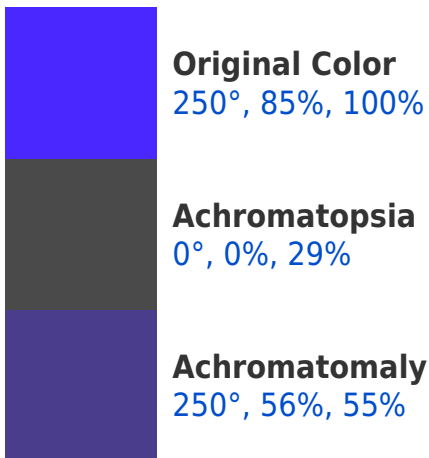 Original Color
250°, 85%, 100%
Achromatopsia
0°, 0%, 29%
Achromatomaly
250°, 56%, 55%